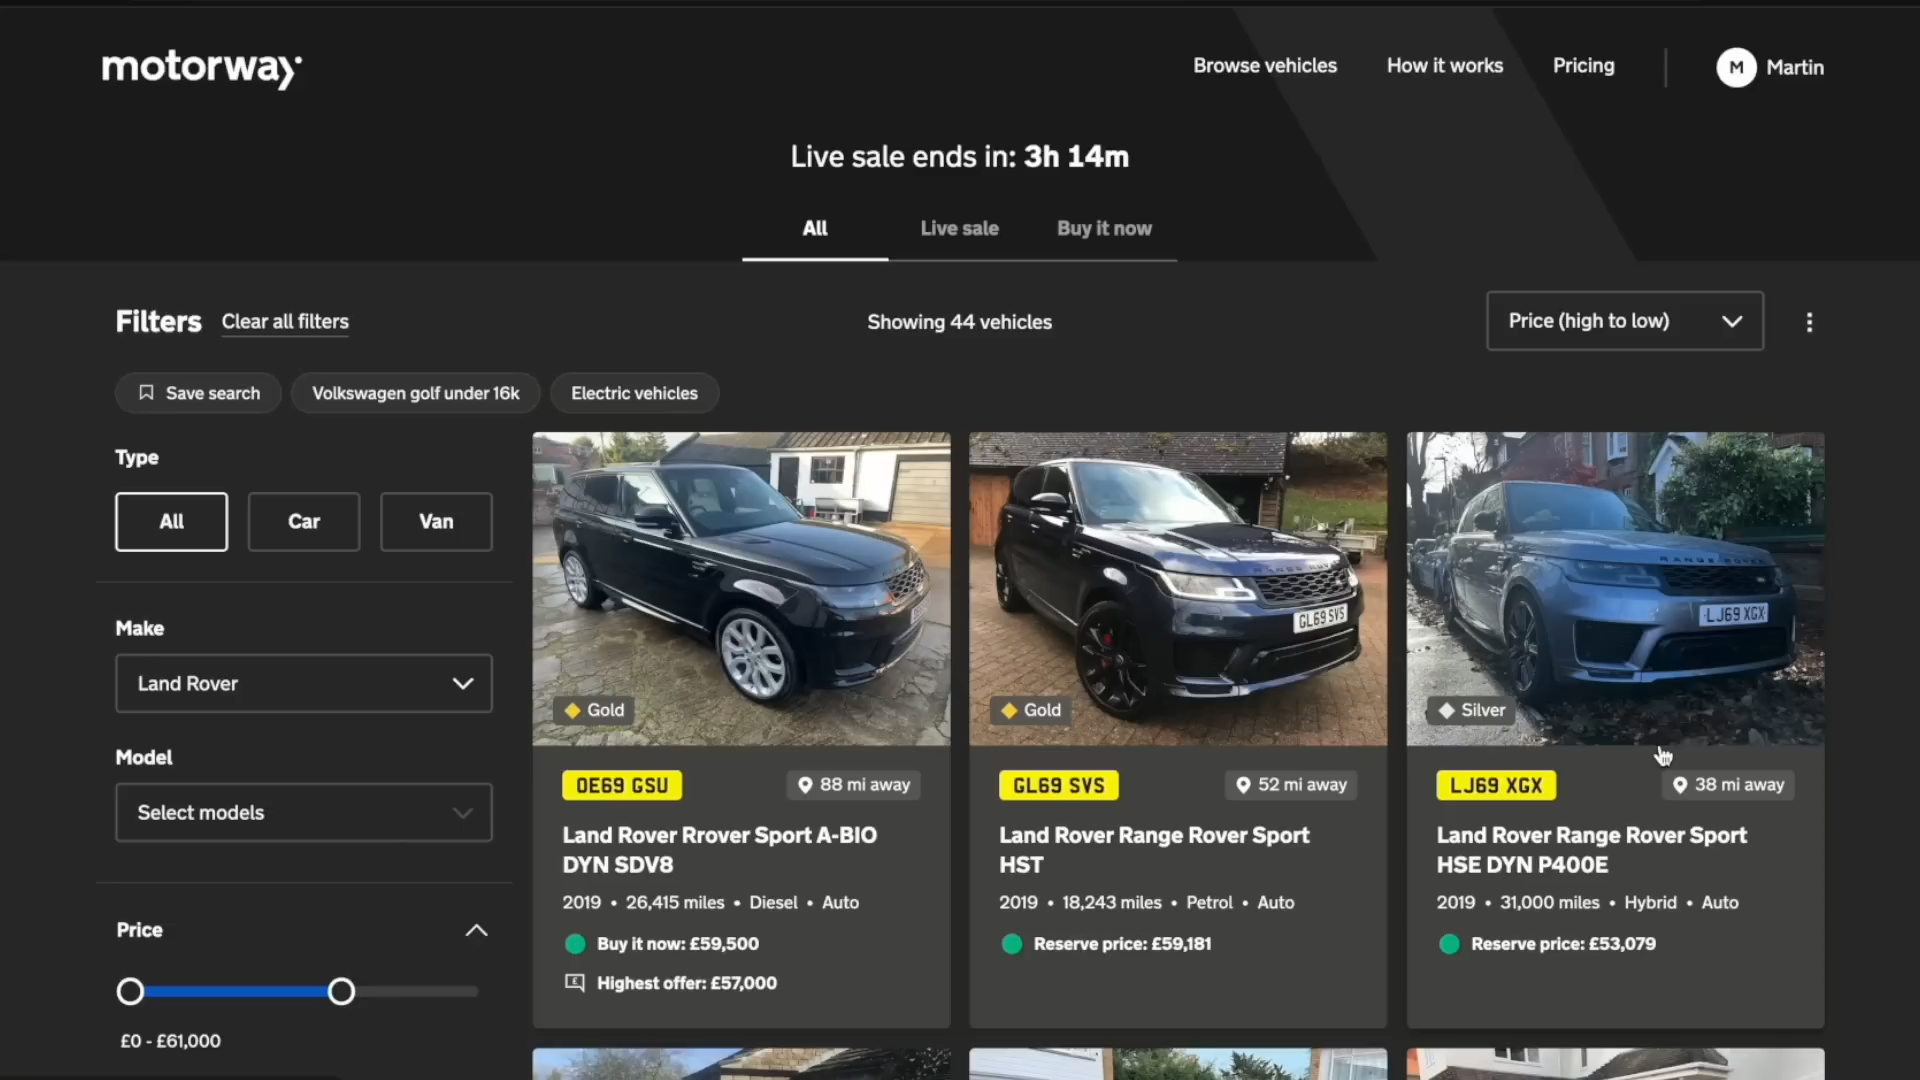 motorway
Browse vehicles
How it works
Pricing
M
Martin
Live sale ends in: 3h 14m
All
Live sale
Buy it now
Filters
Clear all filters
Showing 44 vehicles
Price (high to low)
Save search
Volkswagen golf under 16k
Electric vehicles
Type
All
Car
Van
Make
Land Rover
Model
Select models
Price
£0 - £61,000
Gold
OE69 GSU
88 mi away
Land Rover Rrover Sport A-BIO
DYN SDV8
2019 • 26,415 miles • Diesel • Auto
Buy it now: £59,500
Highest offer: £57,000
RANGE ROVER
GL69 SVS
Gold
GL69 SVS
52 mi away
Land Rover Range Rover Sport
HST
2019 • 18,243 miles • Petrol • Auto
Reserve price: £59,181
RANGE ROVER
LJ69 XGX
Silver
LJ69 XGX
38 mi away
Land Rover Range Rover Sport
HSE DYN P400E
2019 • 31,000 miles • Hybrid • Auto
Reserve price: £53,079